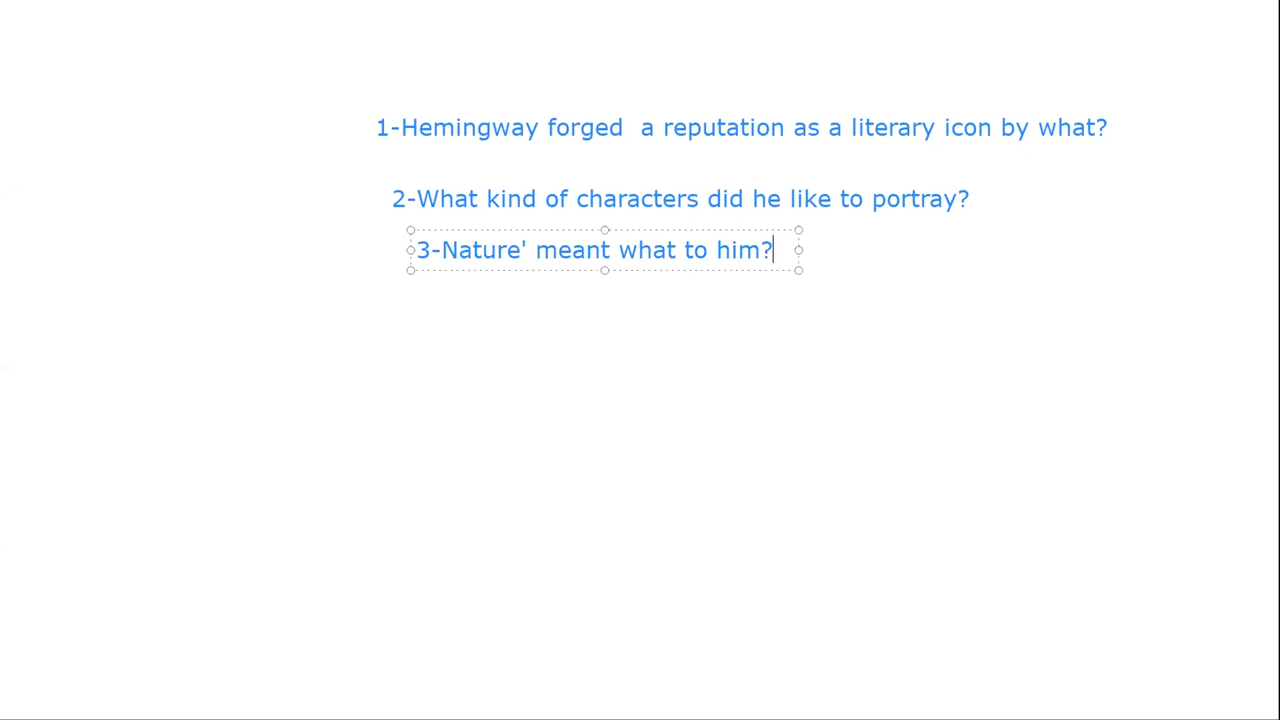 1-Hemingway forged  a reputation as a literary icon by what?
2-What kind of characters did he like to portray?
3-Nature' meant what to him?